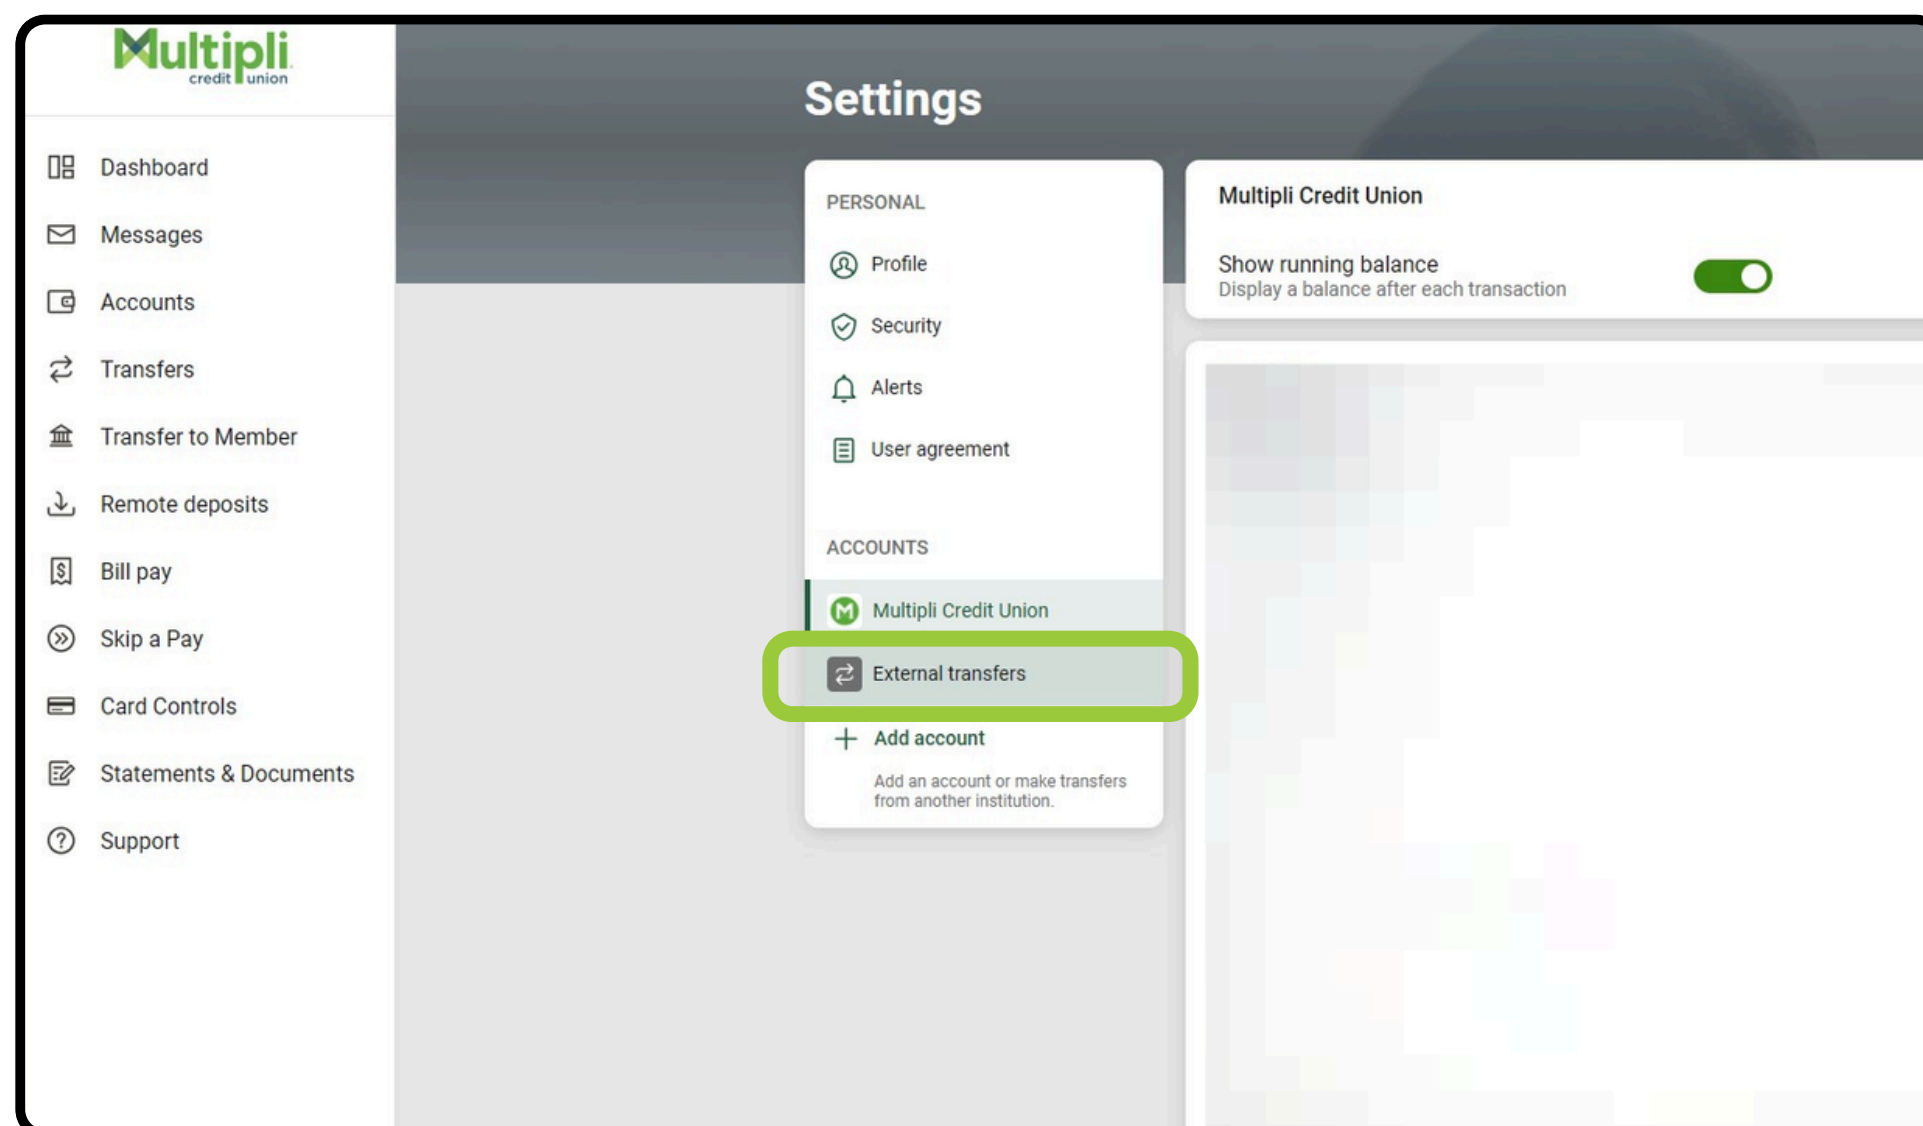 Multipli
credit union
Dashboard
Messages
Accounts
Transfers
Transfer to Member
Remote deposits
Bill pay
Skip a Pay
Card Controls
Statements & Documents
Support
Settings
PERSONAL
Profile
Security
Alerts
User agreement
ACCOUNTS
Multipli Credit Union
External transfers
Add account
Add an account or make transfers
from another institution.
Multipli Credit Union
Show running balance
Display a balance after each transaction